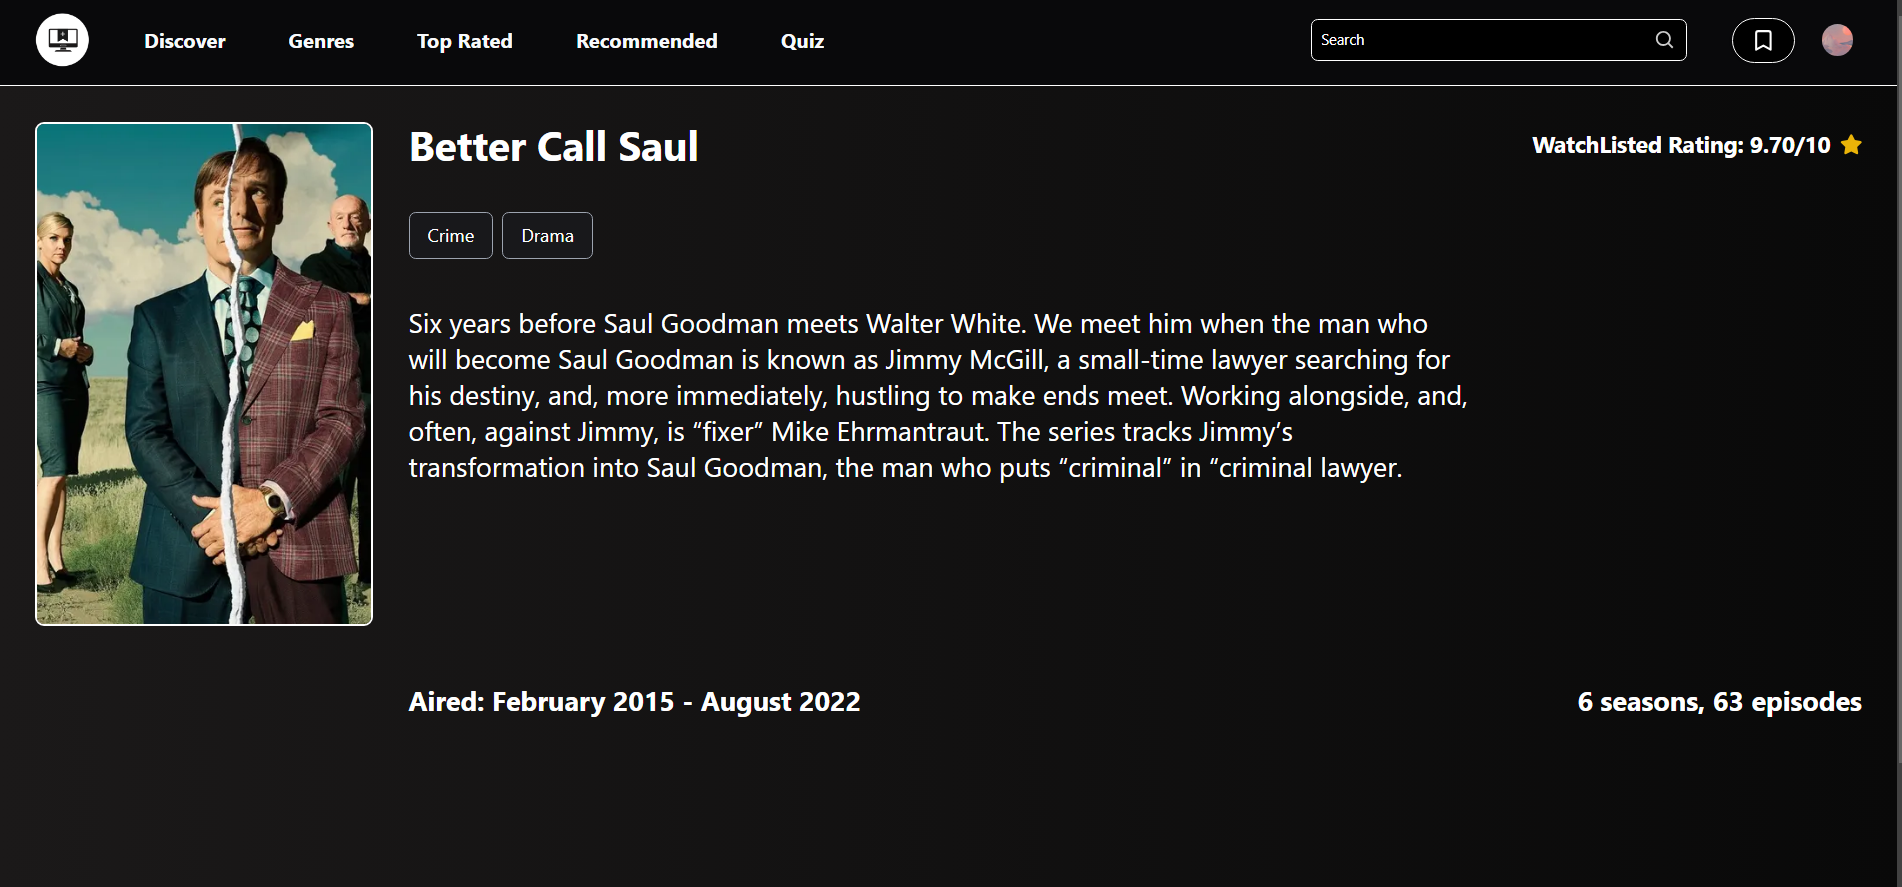 Discover Genres Top Rated Recommended Quiz Search
Better Call Saul
WatchListed Rating: 9.70/10
Crime Drama
Six years before Saul Goodman meets Walter White. We meet him when the man who
will become Saul Goodman is known as Jimmy McGill, a small-time lawyer searching for
his destiny, and, more immediately, hustling to make ends meet. Working alongside, and,
often, against Jimmy, is “fixer” Mike Ehrmantraut. The series tracks Jimmy’s
transformation into Saul Goodman, the man who puts “criminal” in “criminal lawyer.
Aired: February 2015 - August 2022
6 seasons, 63 episodes